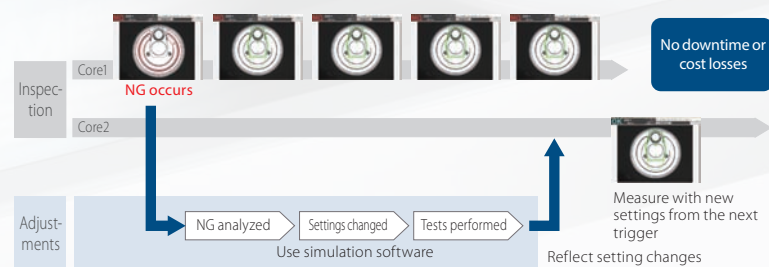 No downtime or
cost losses
Core1
Inspec-
tion
NG occurs
Core2
Measure with new
settings from the next
trigger
Adjust-
ments
NG analyzed
Settings changed
Tests performed
Use simulation software
Reflect setting changes